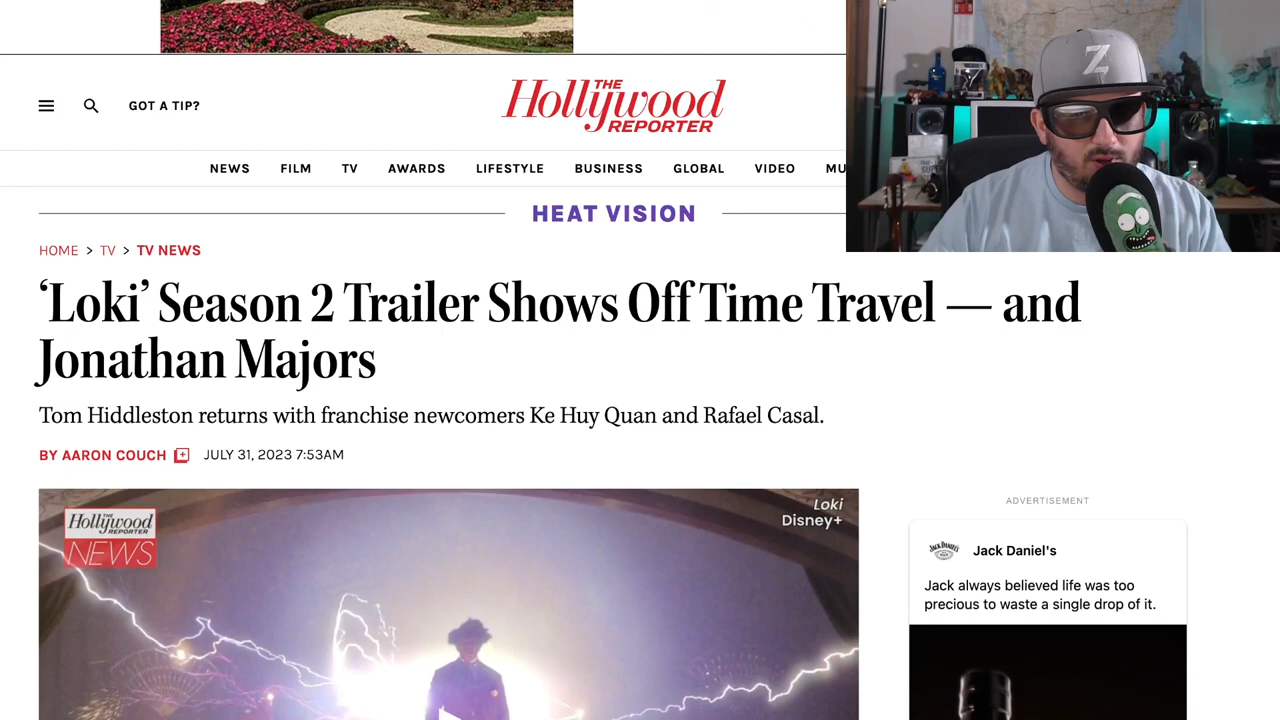 GOT A TIP?
THE
Hollywood
REPORTER
NEWS FILM TV AWARDS LIFESTYLE BUSINESS GLOBAL VIDEO MU
HEAT VISION
HOME > TV > TV NEWS
‘Loki’ Season 2 Trailer Shows Off Time Travel — and
Jonathan Majors
Tom Hiddleston returns with franchise newcomers Ke Huy Quan and Rafael Casal.
BY AARON COUCH JULY 31, 2023 7:53AM
THE
Hollywood
REPORTER
NEWS
Loki
Disney+
ADVERTISEMENT
JACK DANIEL'S
Jack Daniel's
Jack always believed life was too
precious to waste a single drop of it.
Z